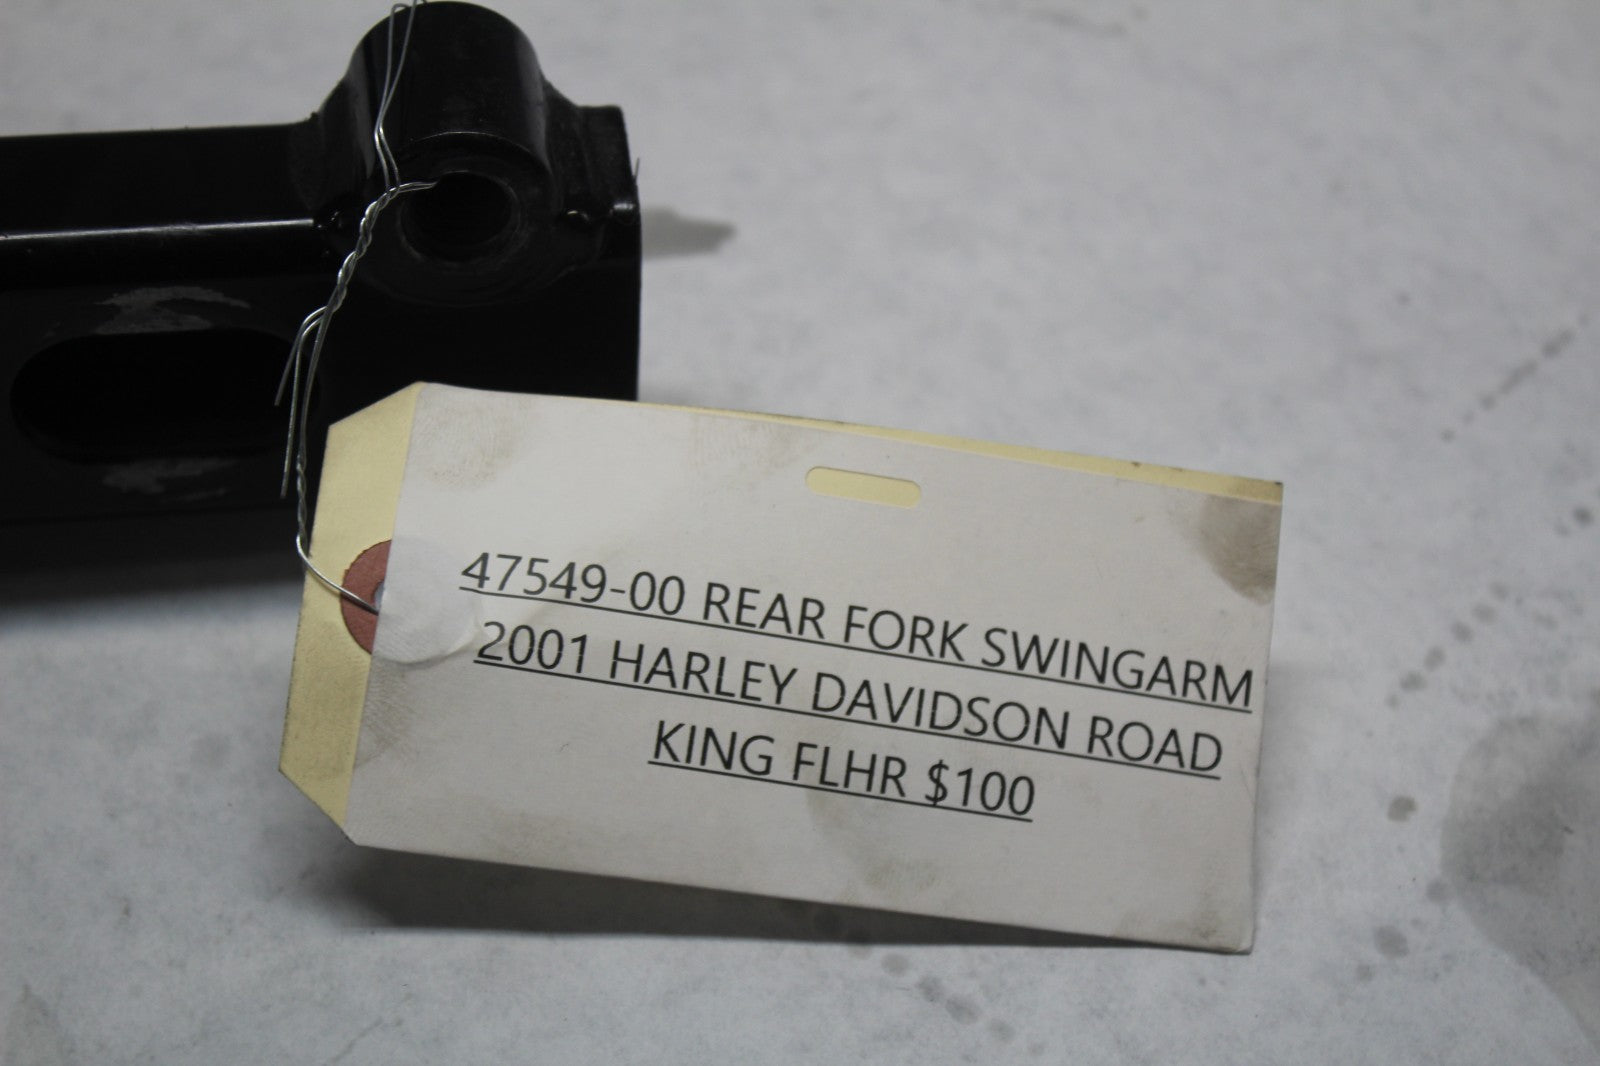 47549-00 REAR FORK SWINGARM
2001 HARLEY DAVIDSON ROAD
KING FLHR $100